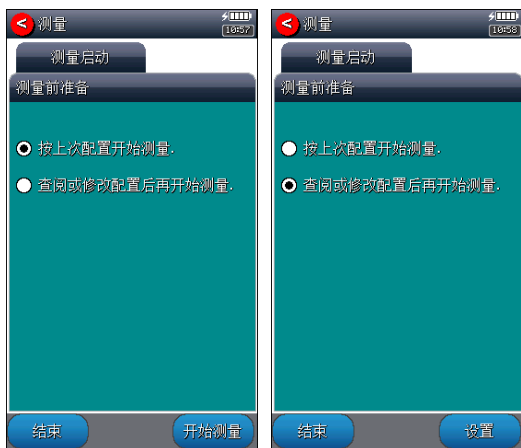 测量
10:57
测量启动
测量前准备
按上次配置开始测量.
查阅或修改配置后再开始测量.
结束
开始测量
测量
10:58
测量启动
测量前准备
按上次配置开始测量.
查阅或修改配置后再开始测量.
结束
设置